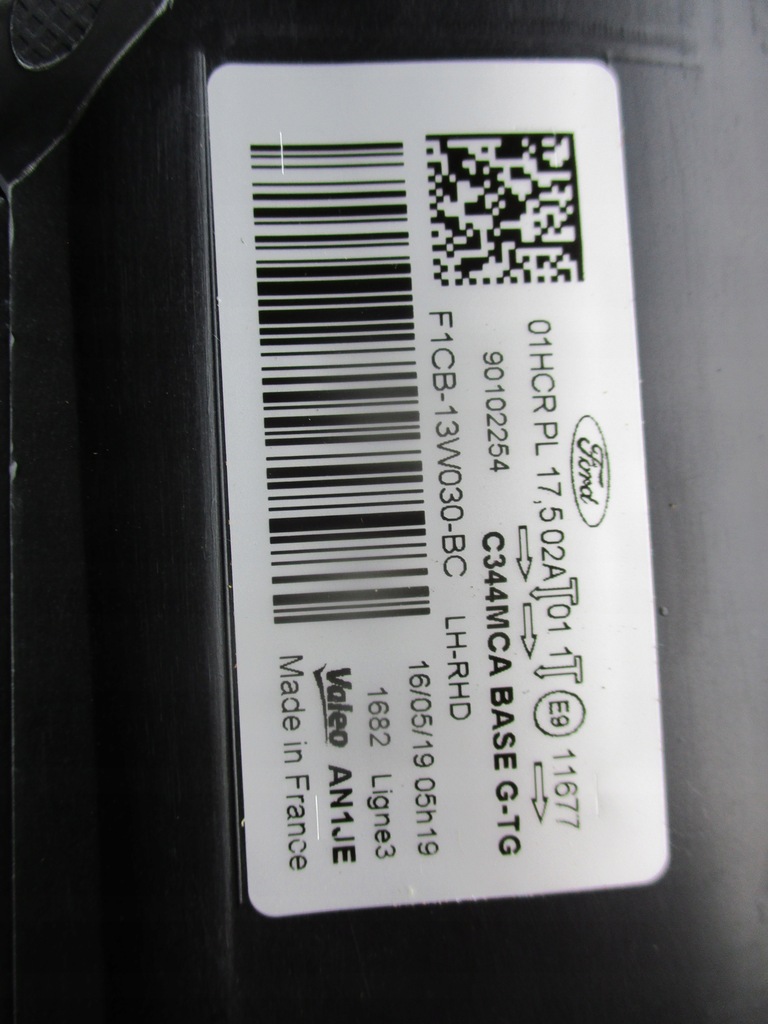 Ford
01HCR PL 17,5 02A 01 1 E9 11677
90102254 C344MCA BASE G-TG
F1CB-13W030-BC LH-RHD
16/05/19 05h19
1682 Ligne3
Valeo AN1JE
Made in France